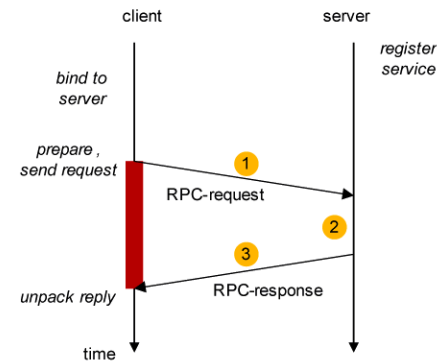 client
server
register
service
bind to
server
prepare ,
send request
1
RPC-request
2
3
RPC-response
unpack reply
time